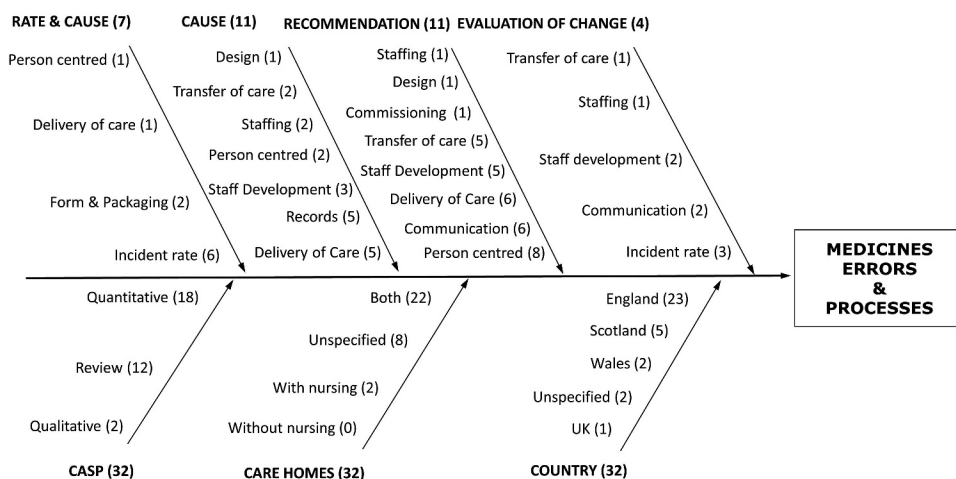 RATE & CAUSE (7)
Person centred (1)
Delivery of care (1)
Form & Packaging (2)
Incident rate (6)
CAUSE (11)
Design (1)
Transfer of care (2)
Staffing (2)
Person centred (2)
Staff Development (3)
Records (5)
Delivery of Care (5)
RECOMMENDATION (11)
Staffing (1)
Design (1)
Commissioning (1)
Transfer of care (5)
Staff Development (5)
Delivery of Care (6)
Communication (6)
Person centred (8)
EVALUATION OF CHANGE (4)
Transfer of care (1)
Staffing (1)
Staff development (2)
Communication (2)
Incident rate (3)
MEDICINES
ERRORS
&
PROCESSES
Quantitative (18)
Review (12)
Qualitative (2)
CASP (32)
Both (22)
Unspecified (8)
With nursing (2)
Without nursing (0)
CARE HOMES (32)
England (23)
Scotland (5)
Wales (2)
Unspecified (2)
UK (1)
COUNTRY (32)